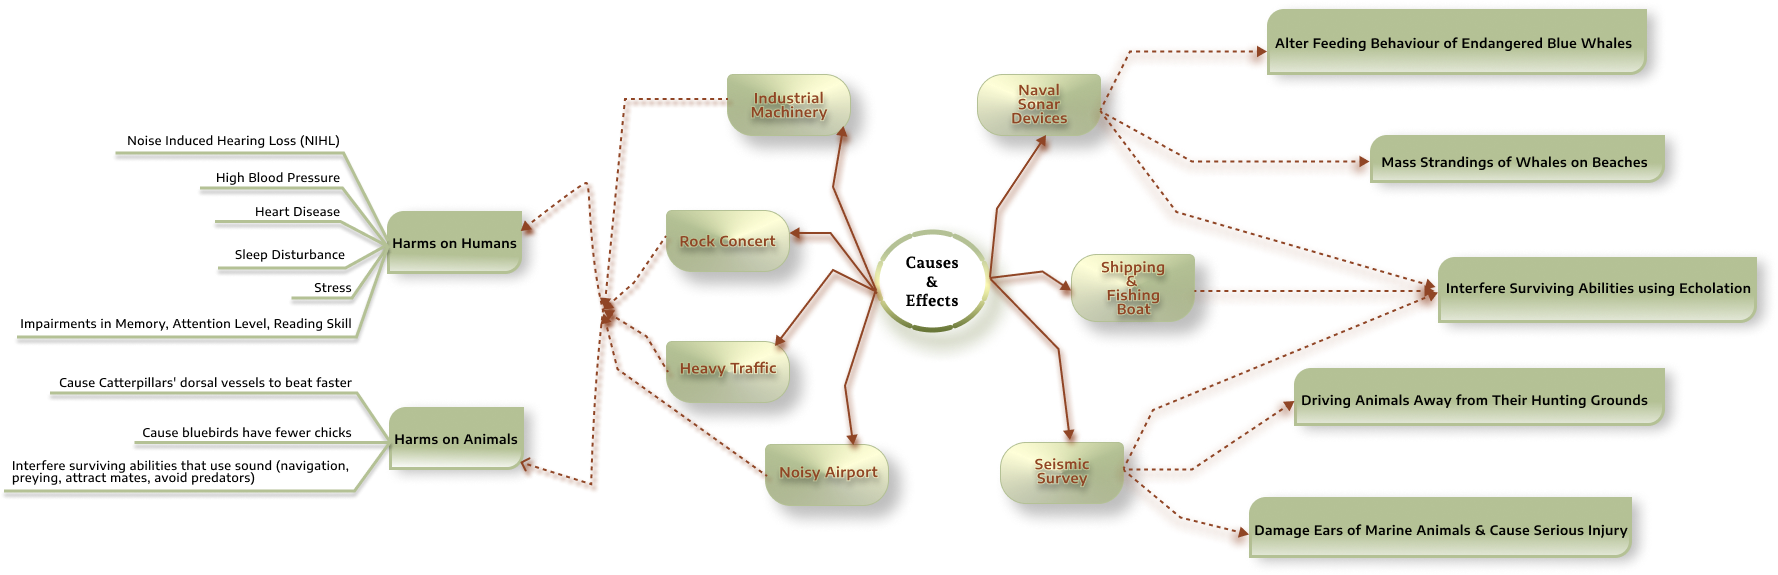 Noise Induced Hearing Loss (NIHL)
High Blood Pressure
Heart Disease
Sleep Disturbance
Stress
Impairments in Memory, Attention Level, Reading Skill
Harms on Humans
Cause Catterpillars' dorsal vessels to beat faster
Cause bluebirds have fewer chicks
Interfere surviving abilities that use sound (navigation,
preying, attract mates, avoid predators)
Harms on Animals
Industrial
Machinery
Rock Concert
Heavy Traffic
Noisy Airport
Causes
&
Effects
Naval
Sonar
Devices
Shipping
&
Fishing
Boat
Seismic
Survey
Alter Feeding Behaviour of Endangered Blue Whales
Mass Strandings of Whales on Beaches
Interfere Surviving Abilities using Echolation
Driving Animals Away from Their Hunting Grounds
Damage Ears of Marine Animals & Cause Serious Injury